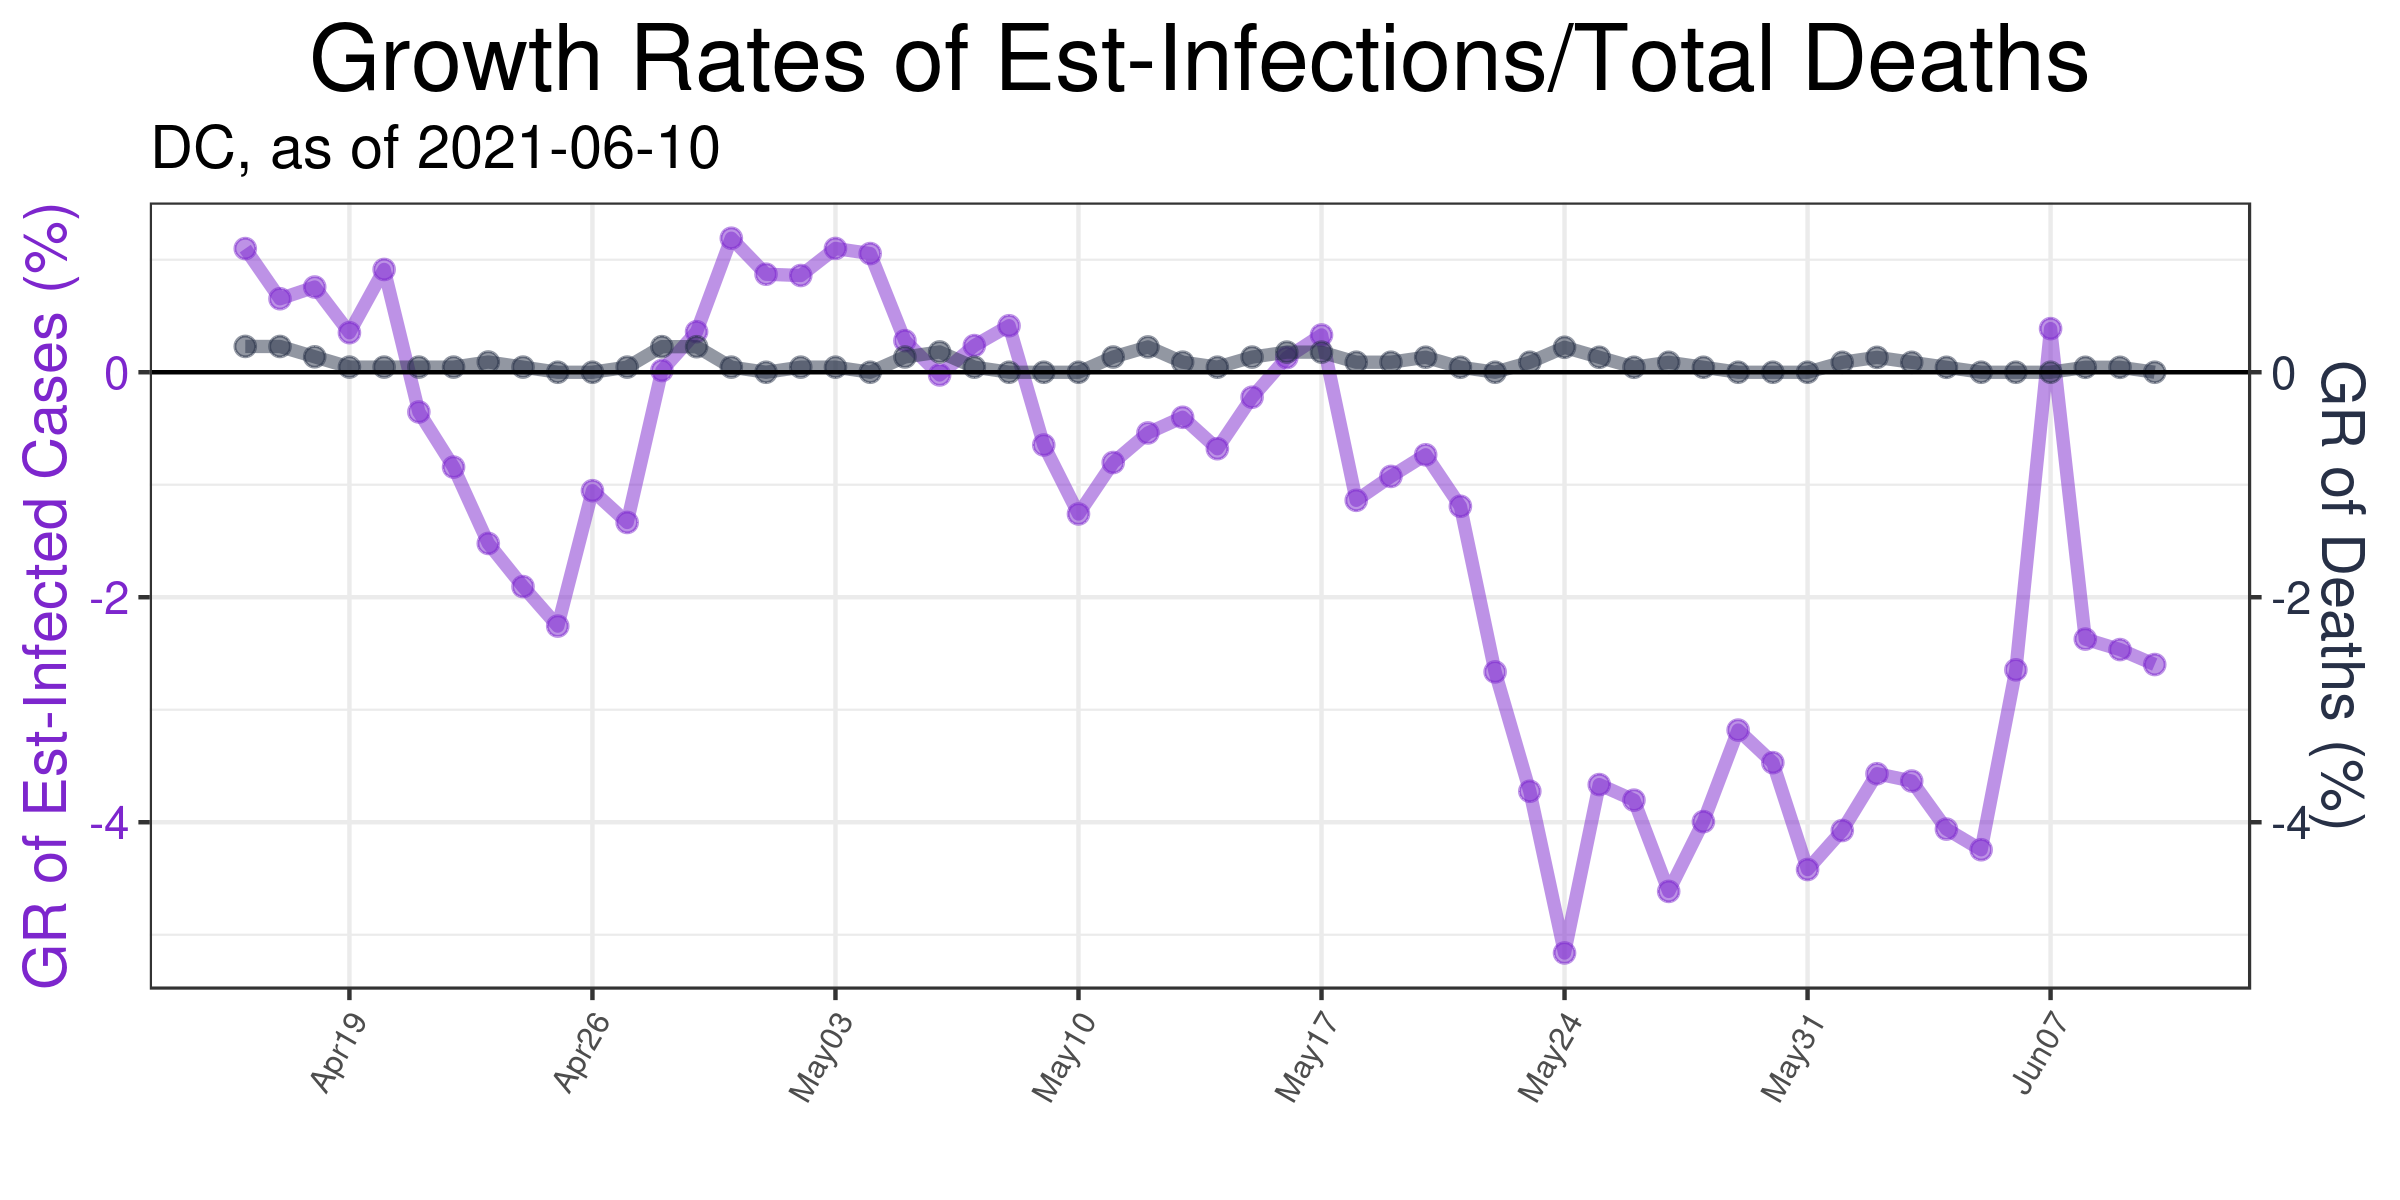 Growth Rates of Est-Infections/Total Deaths
DC, as of 2021-06-10
GR of Est-Infected Cases (%)
0
-2
-4
0
-2
-4
GR of Deaths (%)
Apr19
Apr26
May03
May10
May17
May24
May31
Jun07